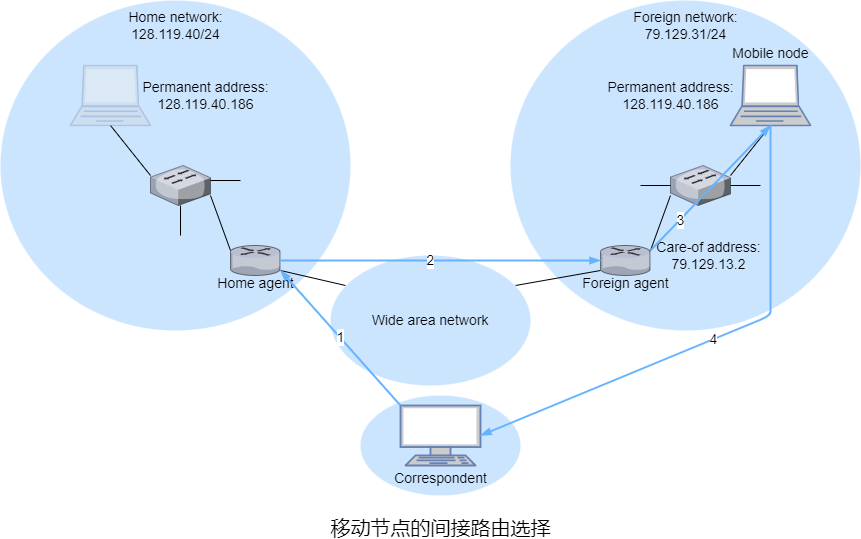 Home network:
128.119.40/24
Permanent address:
128.119.40.186
Home agent
Foreign network:
79.129.31/24
Mobile node
Permanent address:
128.119.40.186
3
Care-of address:
79.129.13.2
Foreign agent
2
Wide area network
1
4
Correspondent
移动节点的间接路由选择